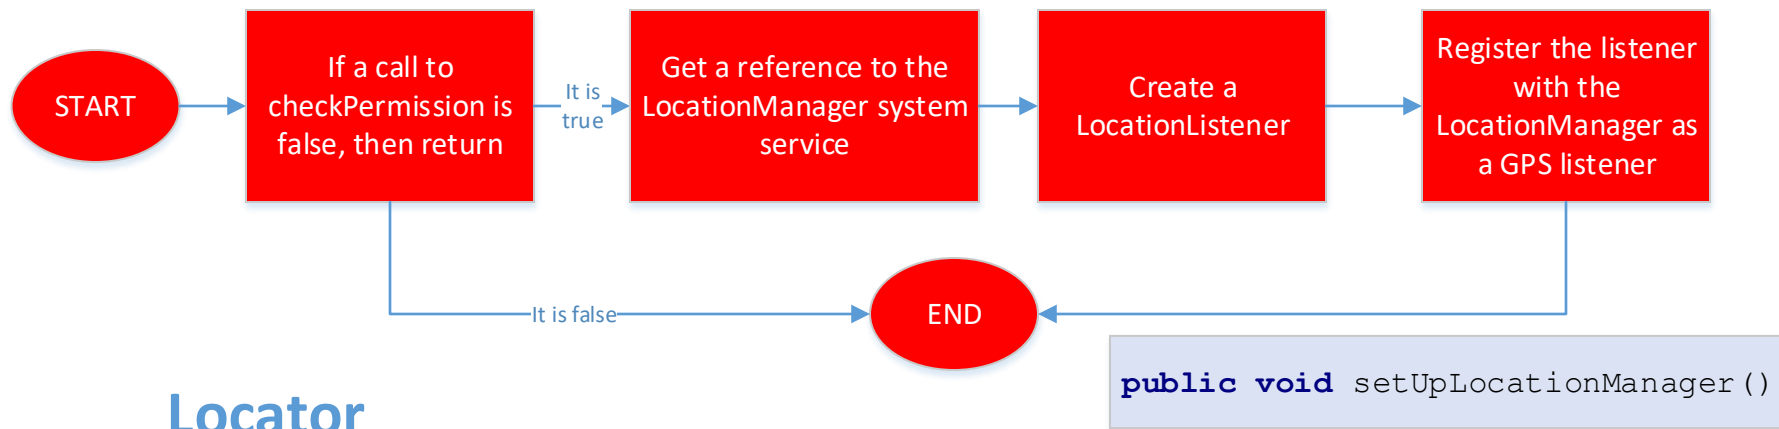 START
If a call to
checkPermission is
false, then return
It is
true
Get a reference to the
LocationManager system
service
Create a
LocationListener
Register the listener
with the
LocationManager as
a GPS listener
It is false
END
public void setUpLocationManager()
Locator